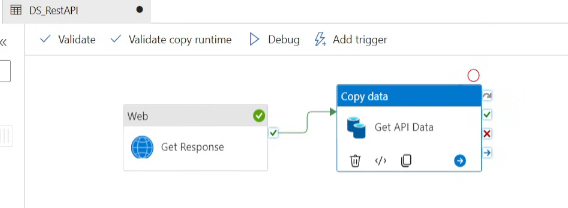 DS_RestAPI
Validate
Validate copy runtime
Debug
Add trigger
Web
Get Response
Copy data
Get API Data